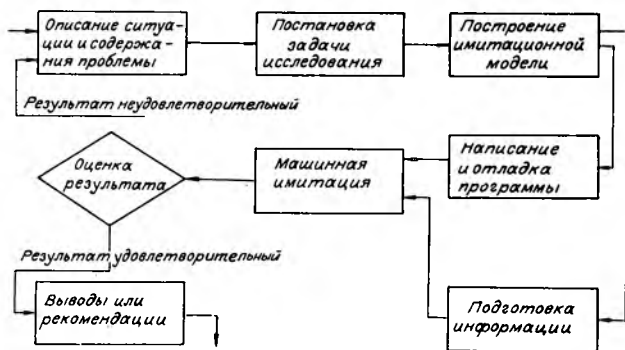 Описание ситуа-
ции и содержа-
ния проблемы
Постановка
задачи
исследования
Построение
имитационной
модели
Результат неудовлетворительный
Оценка
результата
Машинная
имитация
Написание
и отладка
программы
Результат удовлетворительный
Выводы или
рекомендации
Подготовка
информации